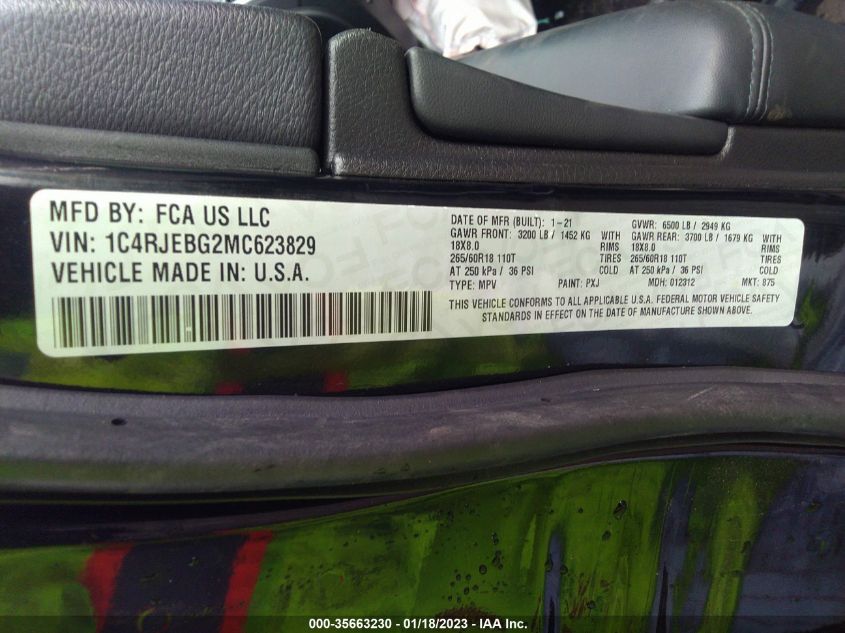 MFD BY: FCA US LLC
VIN: 1C4RJEBG2MC623829
VEHICLE MADE IN: U.S.A.
DATE OF MFR (BUILT): 1-21 GVWR: 6500 LB / 2949 KG
GAWR FRONT: 3200 LB / 1452 KG WITH GAWR REAR: 3700 LB / 1679 KG WITH
18X8.0 RIMS 18X8.0 RIMS
265/60R18 110T TIRES 265/60R18 110T TIRES
AT 250 kPa / 36 PSI COLD AT 250 kPa / 36 PSI COLD
TYPE: MPV PAINT: PXJ MDH: 012312 MKT: 875
THIS VEHICLE CONFORMS TO ALL APPLICABLE U.S.A. FEDERAL MOTOR VEHICLE SAFETY
STANDARDS IN EFFECT ON THE DATE OF MANUFACTURE SHOWN ABOVE.
000-35663230 - 01/18/2023 - IAA Inc.